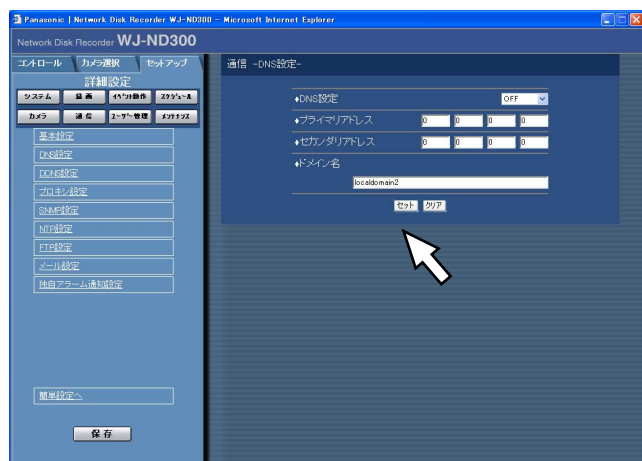 Panasonic | Network Disk Recorder WJ-ND300 - Microsoft Internet Explorer
Network Disk Recorder WJ-ND300
コントロール カメラ選択 セットアップ
詳細設定
システム 録画 イベント動作 スケジュール
カメラ 通信 ユーザー管理 メンテナンス
基本設定
DNS設定
DDNS設定
プロキシ設定
SNMP設定
NTP設定
FTP設定
メール設定
独自アラーム通知設定
簡単設定へ
保存
通信 -DNS設定-
♦DNS設定 OFF
♦プライマリアドレス 0 0 0 0
♦セカンダリアドレス 0 0 0 0
♦ドメイン名
localdomain2
セット クリア